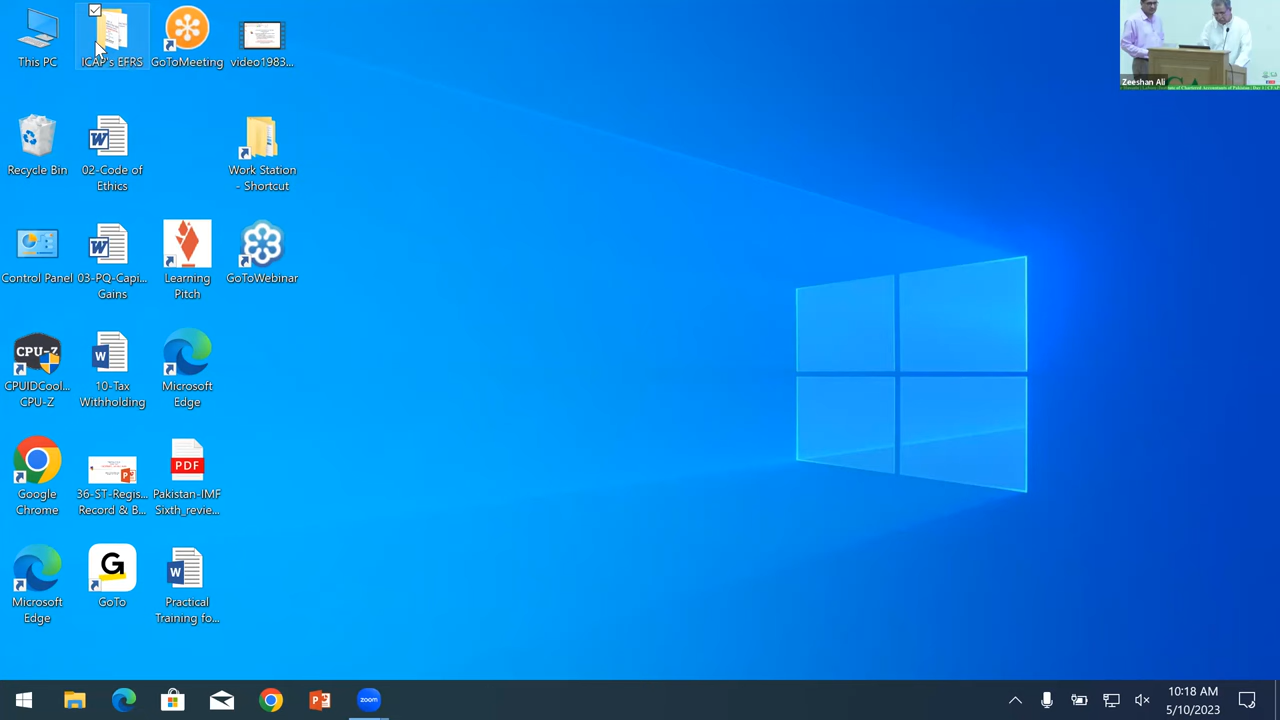 This PC
ICAP's EFRS
GoToMeeting
video1983...
Zeeshan Ali
Recycle Bin
02-Code of
Ethics
Work Station
- Shortcut
Control Panel
03-PQ-Capi...
Gains
Learning
Pitch
GoToWebinar
CPU-Z
CPUIDCool...
CPU-Z
10-Tax
Withholding
Microsoft
Edge
Google
Chrome
36-ST-Regis...
Record & B...
PDF
Pakistan-IMF
Sixth_revie...
Microsoft
Edge
G
GoTo
Practical
Training fo...
zoom
10:18 AM
5/10/2023